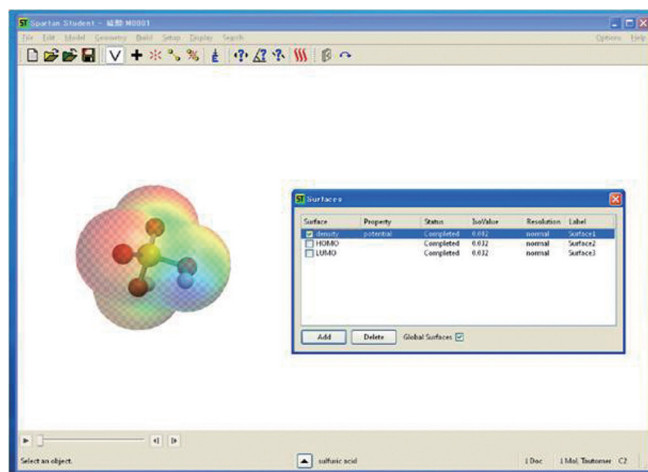 Spartan Student - 縮類 M0001
File Edit Model Geometry Build Setup Display Search Options Help
V
Surfaces
Surface Property Status IsoValue Resolution Label
density potential Completed 0.002 normal Surface1
HOMO Completed 0.032 normal Surface2
LUMO Completed 0.032 normal Surface3
Add Delete Global Surfaces
Select an object. sulfuric acid 1 Doc 1 Mol, Tautomer C2